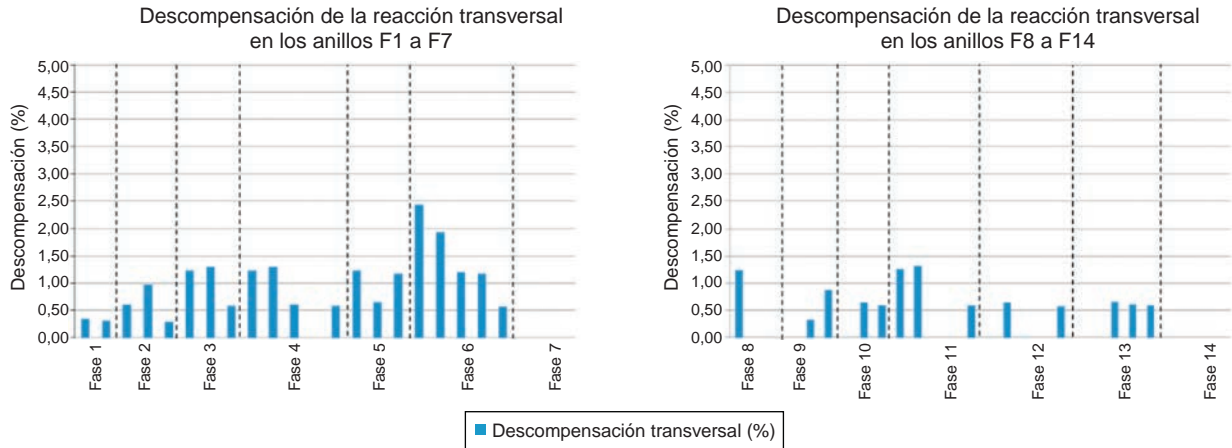 Descompensación de la reacción transversal
en los anillos F1 a F7
Descompensación (%)
5,00
4,50
4,00
3,50
3,00
2,50
2,00
1,50
1,00
0,50
0,00
Fase 1
Fase 2
Fase 3
Fase 4
Fase 5
Fase 6
Fase 7
Descompensación de la reacción transversal
en los anillos F8 a F14
Descompensación (%)
5,00
4,50
4,00
3,50
3,00
2,50
2,00
1,50
1,00
0,50
0,00
Fase 8
Fase 9
Fase 10
Fase 11
Fase 12
Fase 13
Fase 14
Descompensación transversal (%)